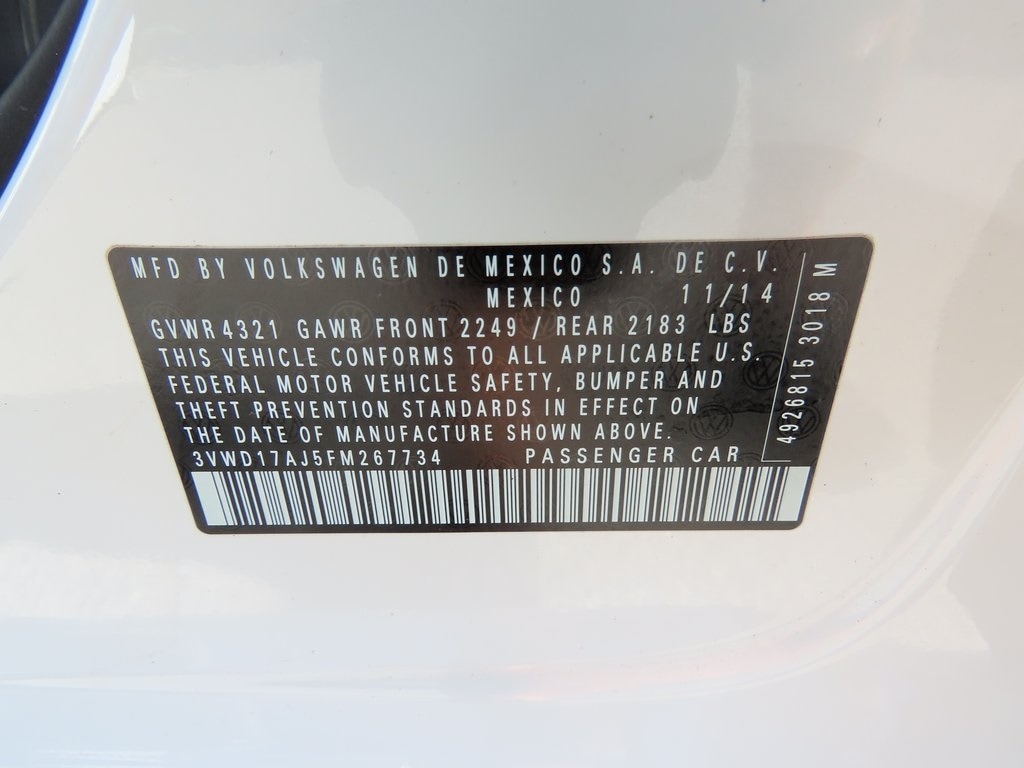 MFD BY VOLKSWAGEN DE MEXICO S.A. DE C.V.
MEXICO 11/14
GVWR 4321 GAWR FRONT 2249 / REAR 2183 LBS
THIS VEHICLE CONFORMS TO ALL APPLICABLE U.S.
FEDERAL MOTOR VEHICLE SAFETY, BUMPER AND
THEFT PREVENTION STANDARDS IN EFFECT ON
THE DATE OF MANUFACTURE SHOWN ABOVE.
3VWD17AJ5FM267734 PASSENGER CAR
4926815 3018 M